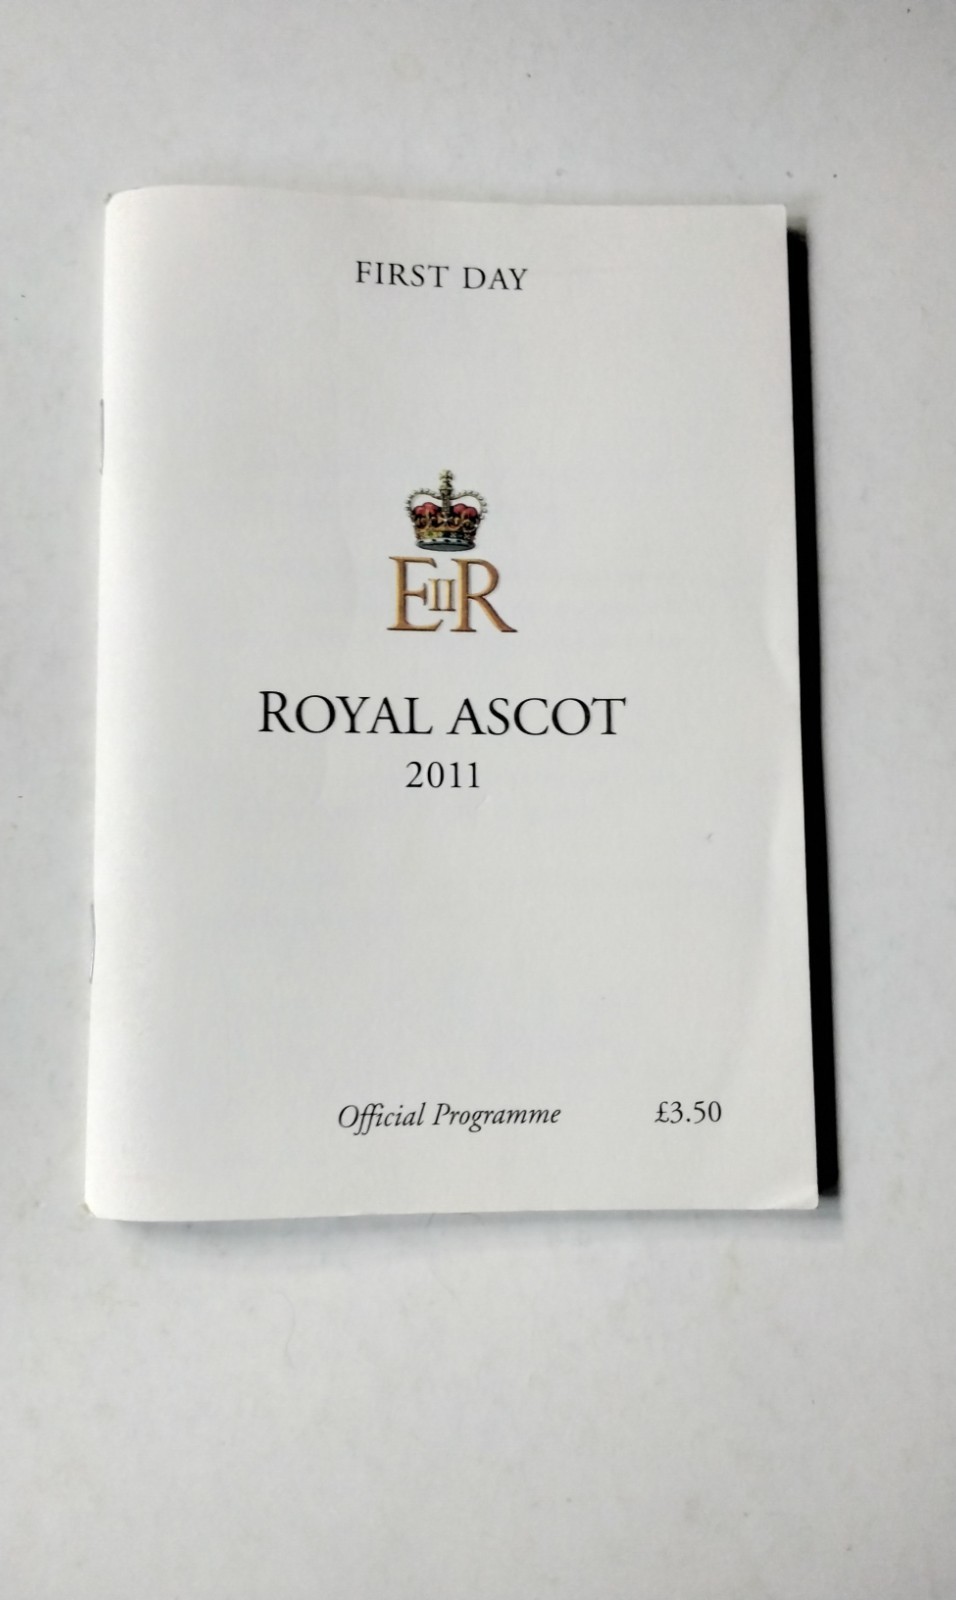 FIRST DAY
EIIR
ROYAL ASCOT
2011
Official Programme £3.50